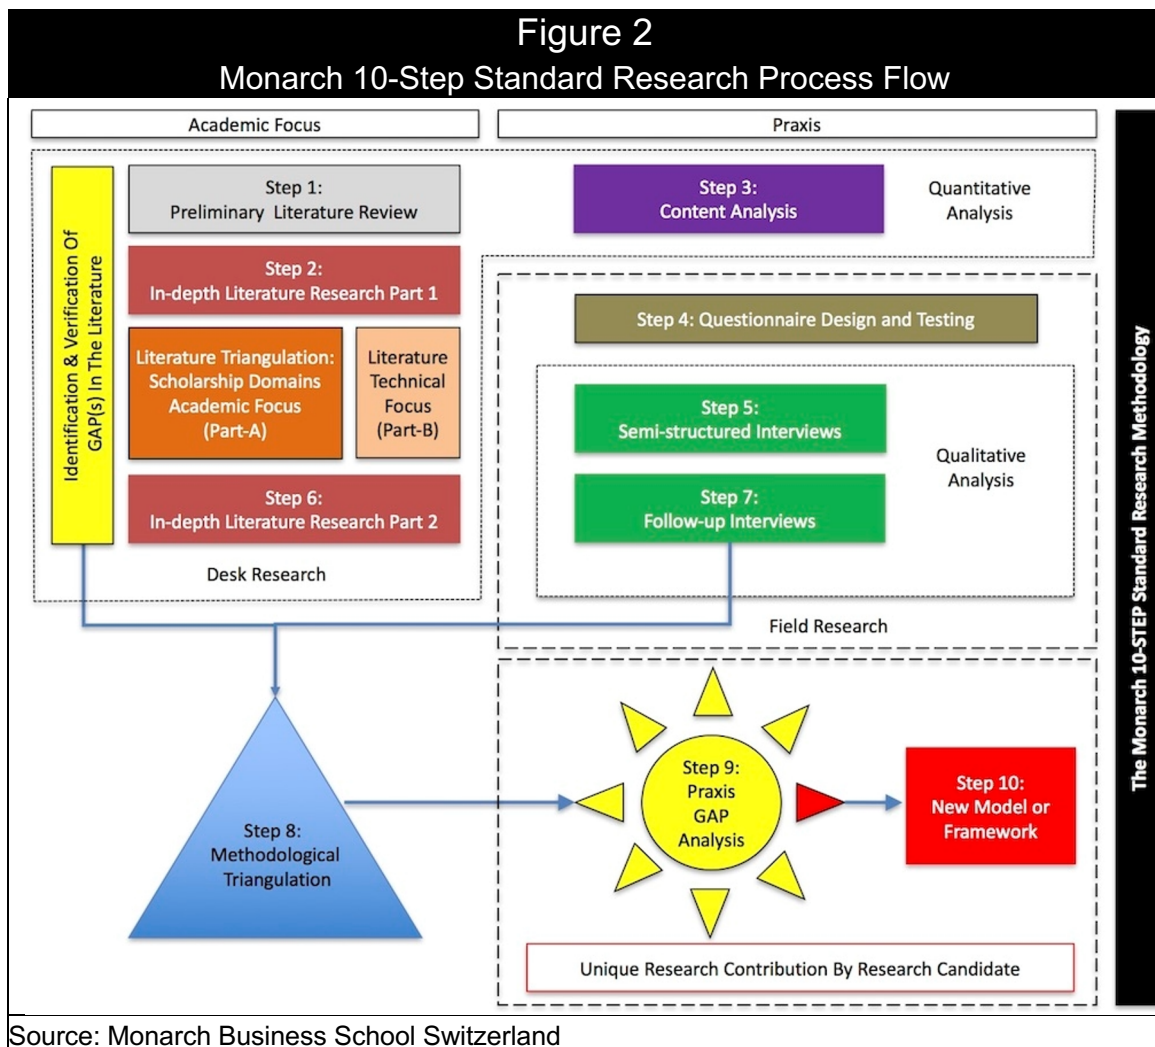 Figure 2
Monarch 10-Step Standard Research Process Flow
Academic Focus
Praxis
Identification & Verification Of
GAP(s) In The Literature
Step 1:
Preliminary Literature Review
Step 2:
In-depth Literature Research Part 1
Literature Triangulation:
Scholarship Domains
Academic Focus
(Part-A)
Literature
Technical
Focus
(Part-B)
Step 6:
In-depth Literature Research Part 2
Desk Research
Step 3:
Content Analysis
Quantitative
Analysis
Step 4: Questionnaire Design and Testing
Step 5:
Semi-structured Interviews
Step 7:
Follow-up Interviews
Qualitative
Analysis
Field Research
Step 8:
Methodological
Triangulation
Step 9:
Praxis
GAP
Analysis
Step 10:
New Model or
Framework
Unique Research Contribution By Research Candidate
The Monarch 10-STEP Standard Research Methodology
Source: Monarch Business School Switzerland